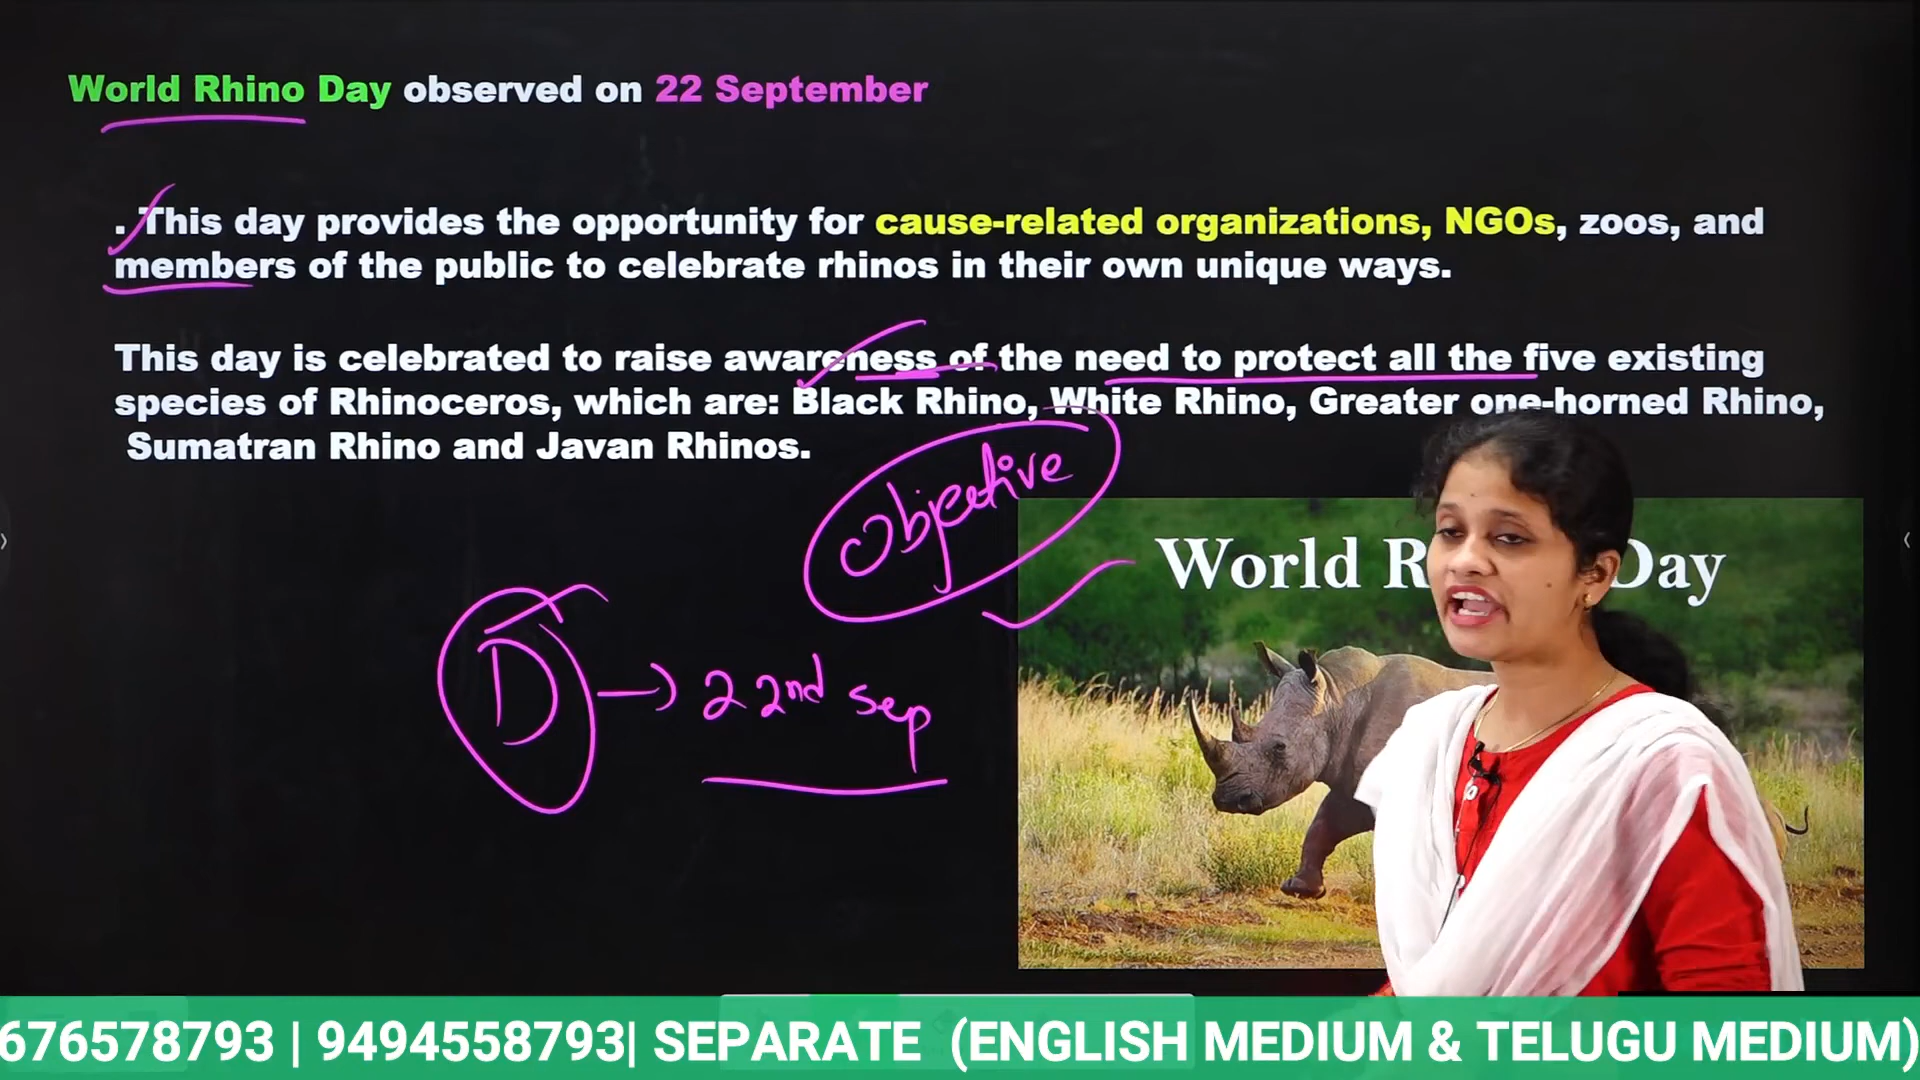 World Rhino Day observed on 22 September
. This day provides the opportunity for cause-related organizations, NGOs, zoos, and
members of the public to celebrate rhinos in their own unique ways.
This day is celebrated to raise awareness of the need to protect all the five existing
species of Rhinoceros, which are: Black Rhino, White Rhino, Greater one-horned Rhino,
Sumatran Rhino and Javan Rhinos.
Objective
World R Day
D → 22nd sep
676578793 | 9494558793| SEPARATE (ENGLISH MEDIUM & TELUGU MEDIUM)